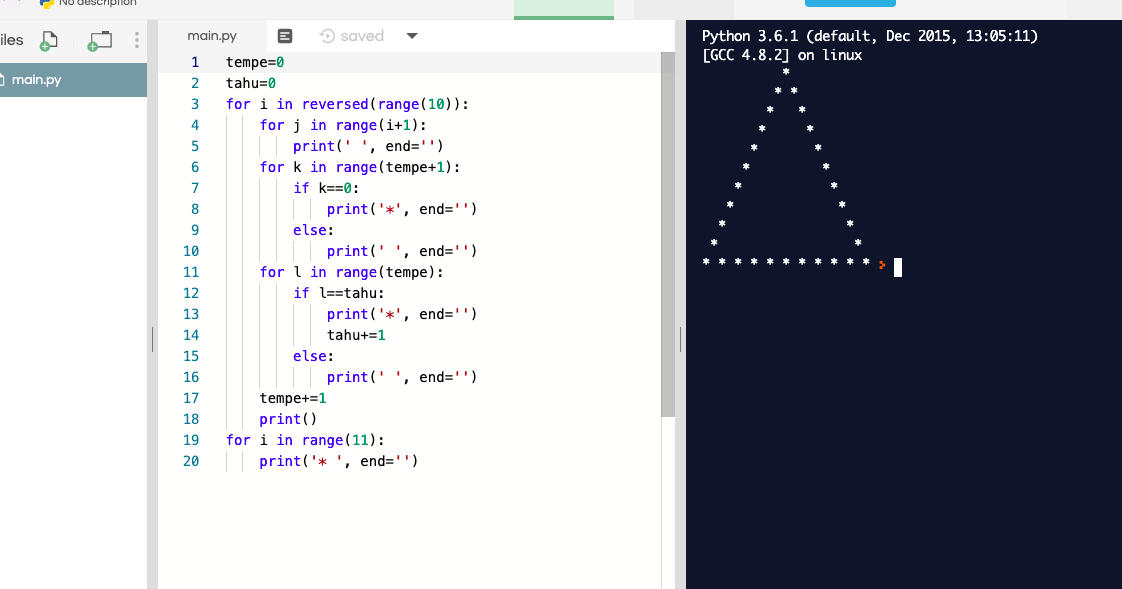 No description
iles
main.py
saved
main.py
1 tempe=0
2 tahu=0
3 for i in reversed(range(10)):
4     for j in range(i+1):
5         print(' ', end='')
6     for k in range(tempe+1):
7         if k==0:
8             print('*', end='')
9         else:
10             print(' ', end='')
11     for l in range(tempe):
12         if l==tahu:
13             print('*', end='')
14             tahu+=1
15         else:
16             print(' ', end='')
17     tempe+=1
18     print()
19 for i in range(11):
20     print('* ', end='')
Python 3.6.1 (default, Dec 2015, 13:05:11)
[GCC 4.8.2] on linux
          *
         * *
        *   *
       *     *
      *       *
     *         *
    *           *
   *             *
  *               *
 *                 *
* * * * * * * * * * * >